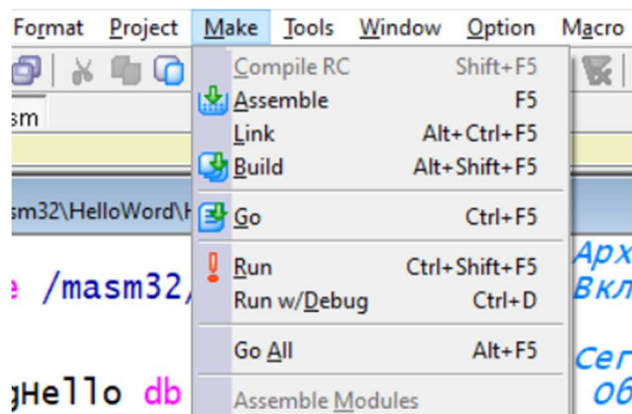 Format Project Make Tools Window Option Macro
Compile RC Shift+F5
sm Assemble F5
Link Alt+Ctrl+F5
Build Alt+Shift+F5
sm32\HelloWord\H Go Ctrl+F5
Арх
/masm32/ Run Ctrl+Shift+F5 Вкл
Run w/Debug Ctrl+D
Go All Alt+F5 Сег
gHello db Assemble Modules об